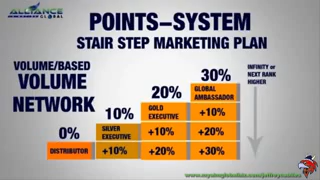 ALLIANCE
GLOBAL
POINTS-SYSTEM
STAIR STEP MARKETING PLAN
VOLUME/BASED
VOLUME
NETWORK
0%
10%
20%
30%
INFINITY or
NEXT RANK
HIGHER
GLOBAL
AMBASSADOR
GOLD
EXECUTIVE
+10%
SILVER
EXECUTIVE
+10%
+20%
DISTRIBUTOR
+10%
+20%
+30%